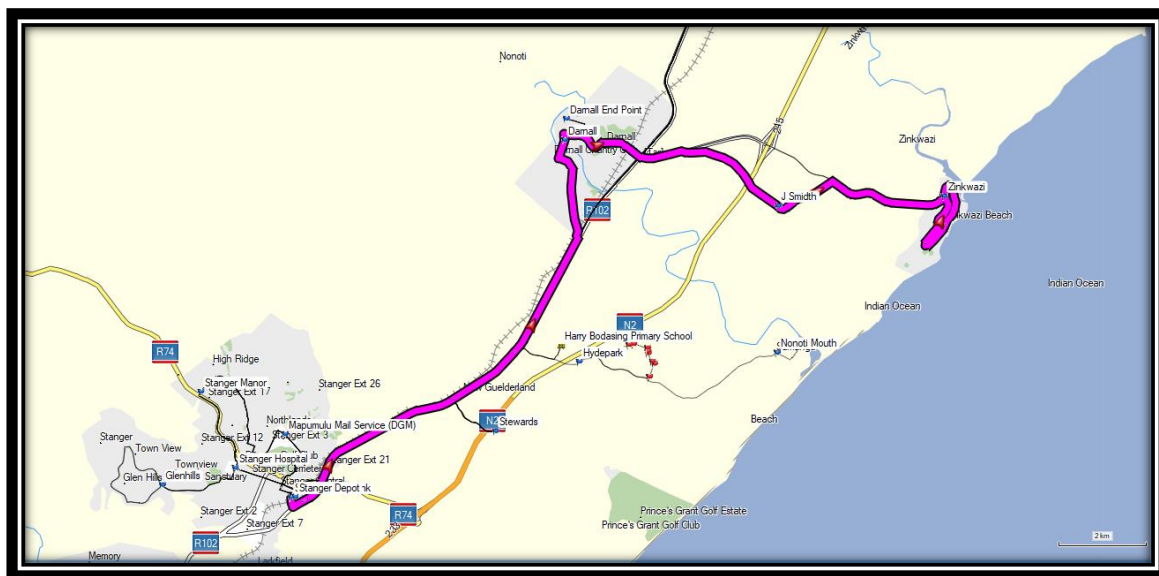 Nonoti
Zinkwazi
Darnall End Point
Darnall
Darnall
Zinkwazi
Zinkwazi
J Smidth
R102
Indian Ocean
Indian Ocean
N2
Harry Bodasing Primary School
Hydepark
Nonoti Mouth
R74
High Ridge
Stanger Manor
Stanger Ext 17
Stanger Ext 26
Guelderland
N2
Stewards
Beach
Mapumulu Mail Service (DGM)
Stanger Ext 12
Stanger Ext 3
Stanger
Town View
Townview
Stanger Hospital
Stanger Ext 21
Glen Hills
Glenhills
Sanctuary
Stanger Depot
Stanger Ext 2
Stanger Ext 7
R74
R102
Prince's Grant Golf Estate
Prince's Grant Golf Club
Memory
Larkfield
2 km